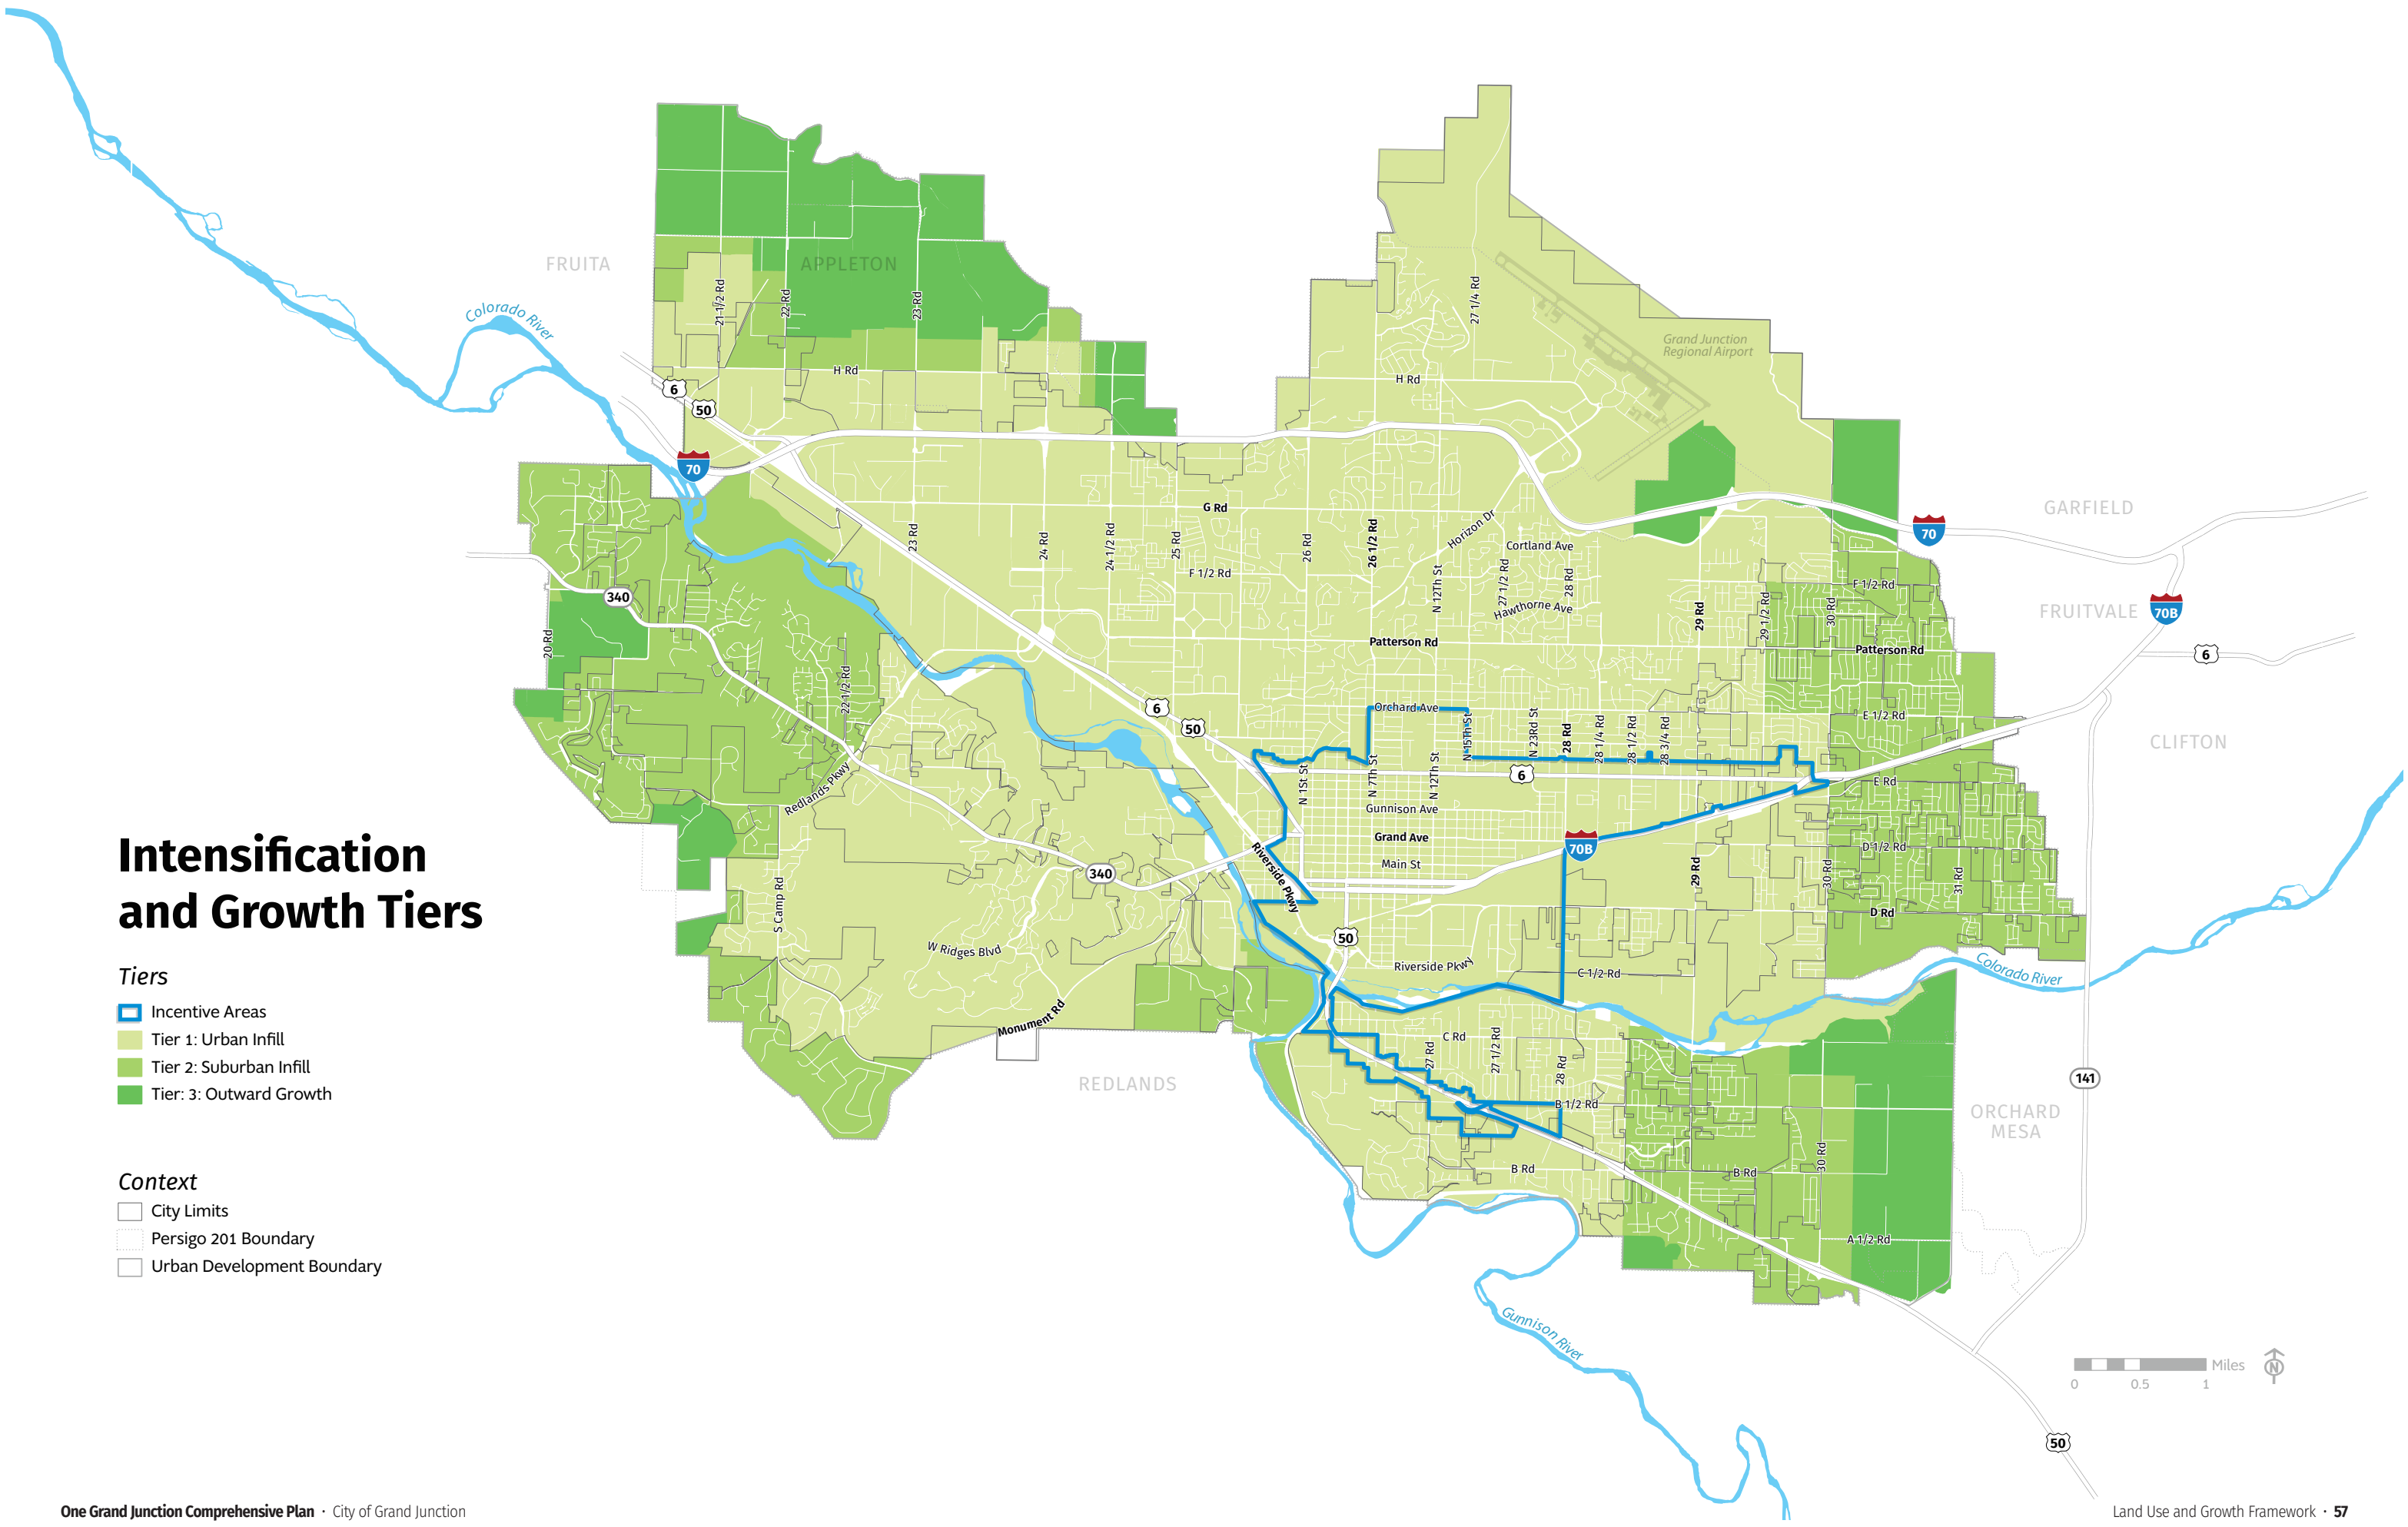 FRUITA
APPLETON
Colorado River
21 1/2 Rd
22 Rd
23 Rd
27 1/4 Rd
Grand Junction
Regional Airport
H Rd
H Rd
6
50
70
G Rd
GARFIELD
70
23 Rd
24 Rd
24 1/2 Rd
25 Rd
26 Rd
26 1/2 Rd
Horizon Dr
Cortland Ave
F 1/2 Rd
N 12Th St
27 1/2 Rd
28 Rd
Hawthorne Ave
29 Rd
29 1/2 Rd
30 Rd
F 1/2 Rd
FRUITVALE
70B
340
20 Rd
22 1/2 Rd
Patterson Rd
Patterson Rd
6
6
50
Orchard Ave
N 15Th St
N 23Rd St
28 Rd
28 1/4 Rd
28 1/2 Rd
28 3/4 Rd
E 1/2 Rd
CLIFTON
Redlands Pkwy
N 1St St
N 7Th St
N 12Th St
6
E Rd
Gunnison Ave
Grand Ave
Main St
70B
Riverside Pkwy
D 1/2 Rd
29 Rd
30 Rd
31 Rd
340
S Camp Rd
D Rd
W Ridges Blvd
50
Riverside Pkwy
C 1/2 Rd
Colorado River
Monument Rd
C Rd
27 Rd
27 1/2 Rd
28 Rd
B 1/2 Rd
REDLANDS
141
ORCHARD
MESA
B Rd
B Rd
30 Rd
A 1/2 Rd
Gunnison River
50
Intensification
and Growth Tiers
Tiers
Incentive Areas
Tier 1: Urban Infill
Tier 2: Suburban Infill
Tier: 3: Outward Growth
Context
City Limits
Persigo 201 Boundary
Urban Development Boundary
Miles
N
0 0.5 1
One Grand Junction Comprehensive Plan · City of Grand Junction
Land Use and Growth Framework · 57